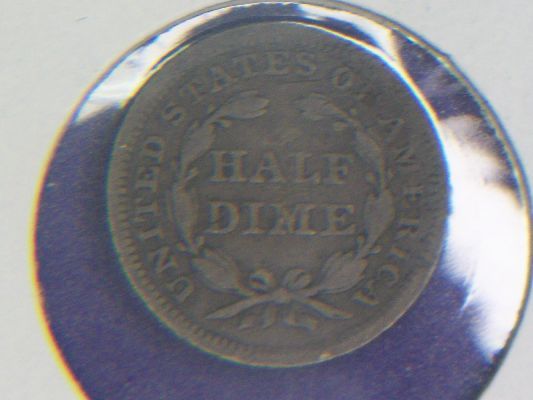 UNITED STATES OF AMERICA
HALF
DIME